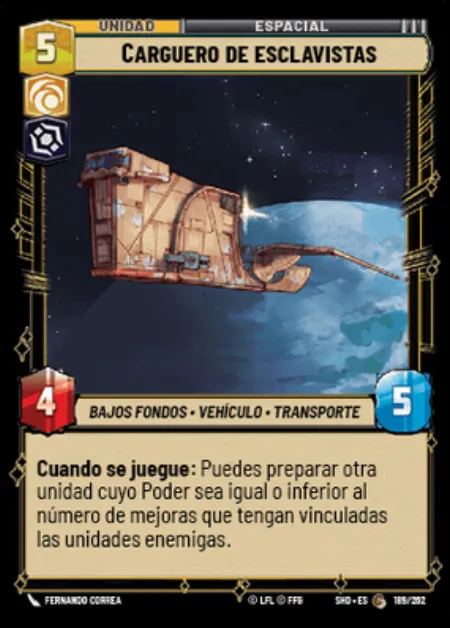 UNIDAD
ESPACIAL
5
CARGUERO DE ESCLAVISTAS
4
BAJOS FONDOS • VEHÍCULO • TRANSPORTE
5
Cuando se juegue: Puedes preparar otra
unidad cuyo Poder sea igual o inferior al
número de mejoras que tengan vinculadas
las unidades enemigas.
FERNANDO CORREA
© LFL © FFG
SHD • ES
189/262